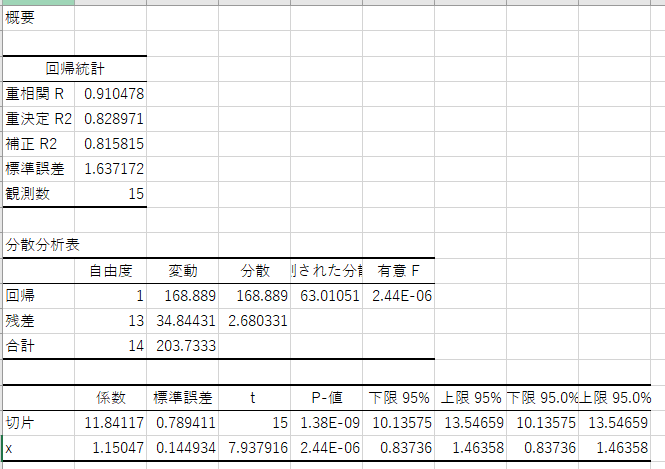 概要
回帰統計
重相関 R 0.910478
重決定 R2 0.828971
補正 R2 0.815815
標準誤差 1.637172
観測数 15
分散分析表
自由度 変動 分散 された分 有意 F
回帰 1 168.889 168.889 63.01051 2.44E-06
残差 13 34.84431 2.680331
合計 14 203.7333
係数 標準誤差 t P-値 下限 95% 上限 95% 下限 95.0% 上限 95.0%
切片 11.84117 0.789411 15 1.38E-09 10.13575 13.54659 10.13575 13.54659
x 1.15047 0.144934 7.937916 2.44E-06 0.83736 1.46358 0.83736 1.46358